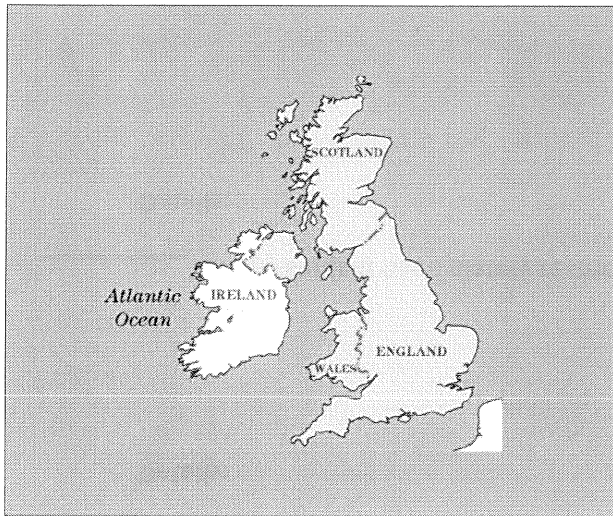 SCOTLAND
Atlantic
Ocean
IRELAND
ENGLAND
WALES